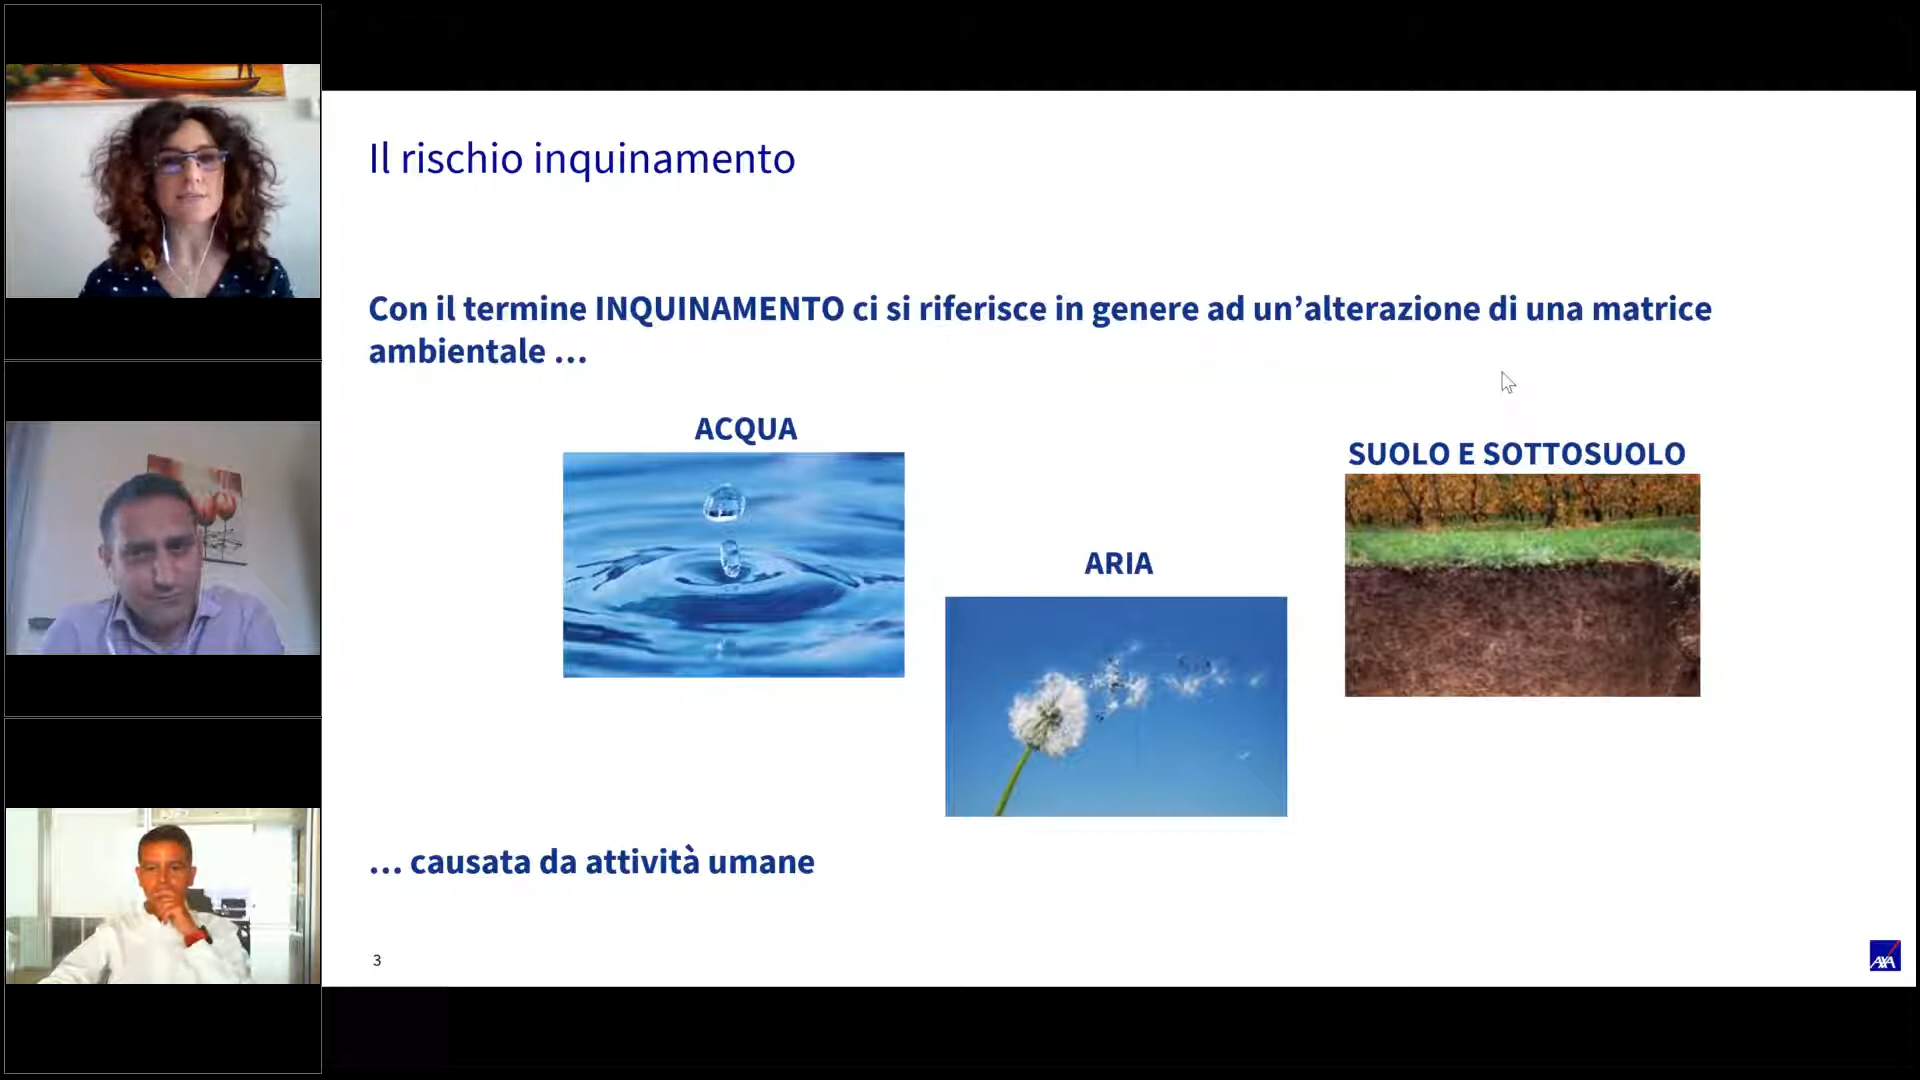 Il rischio inquinamento
Con il termine INQUINAMENTO ci si riferisce in genere ad un’alterazione di una matrice
ambientale …
ACQUA
SUOLO E SOTTOSUOLO
ARIA
… causata da attività umane
3
AXA